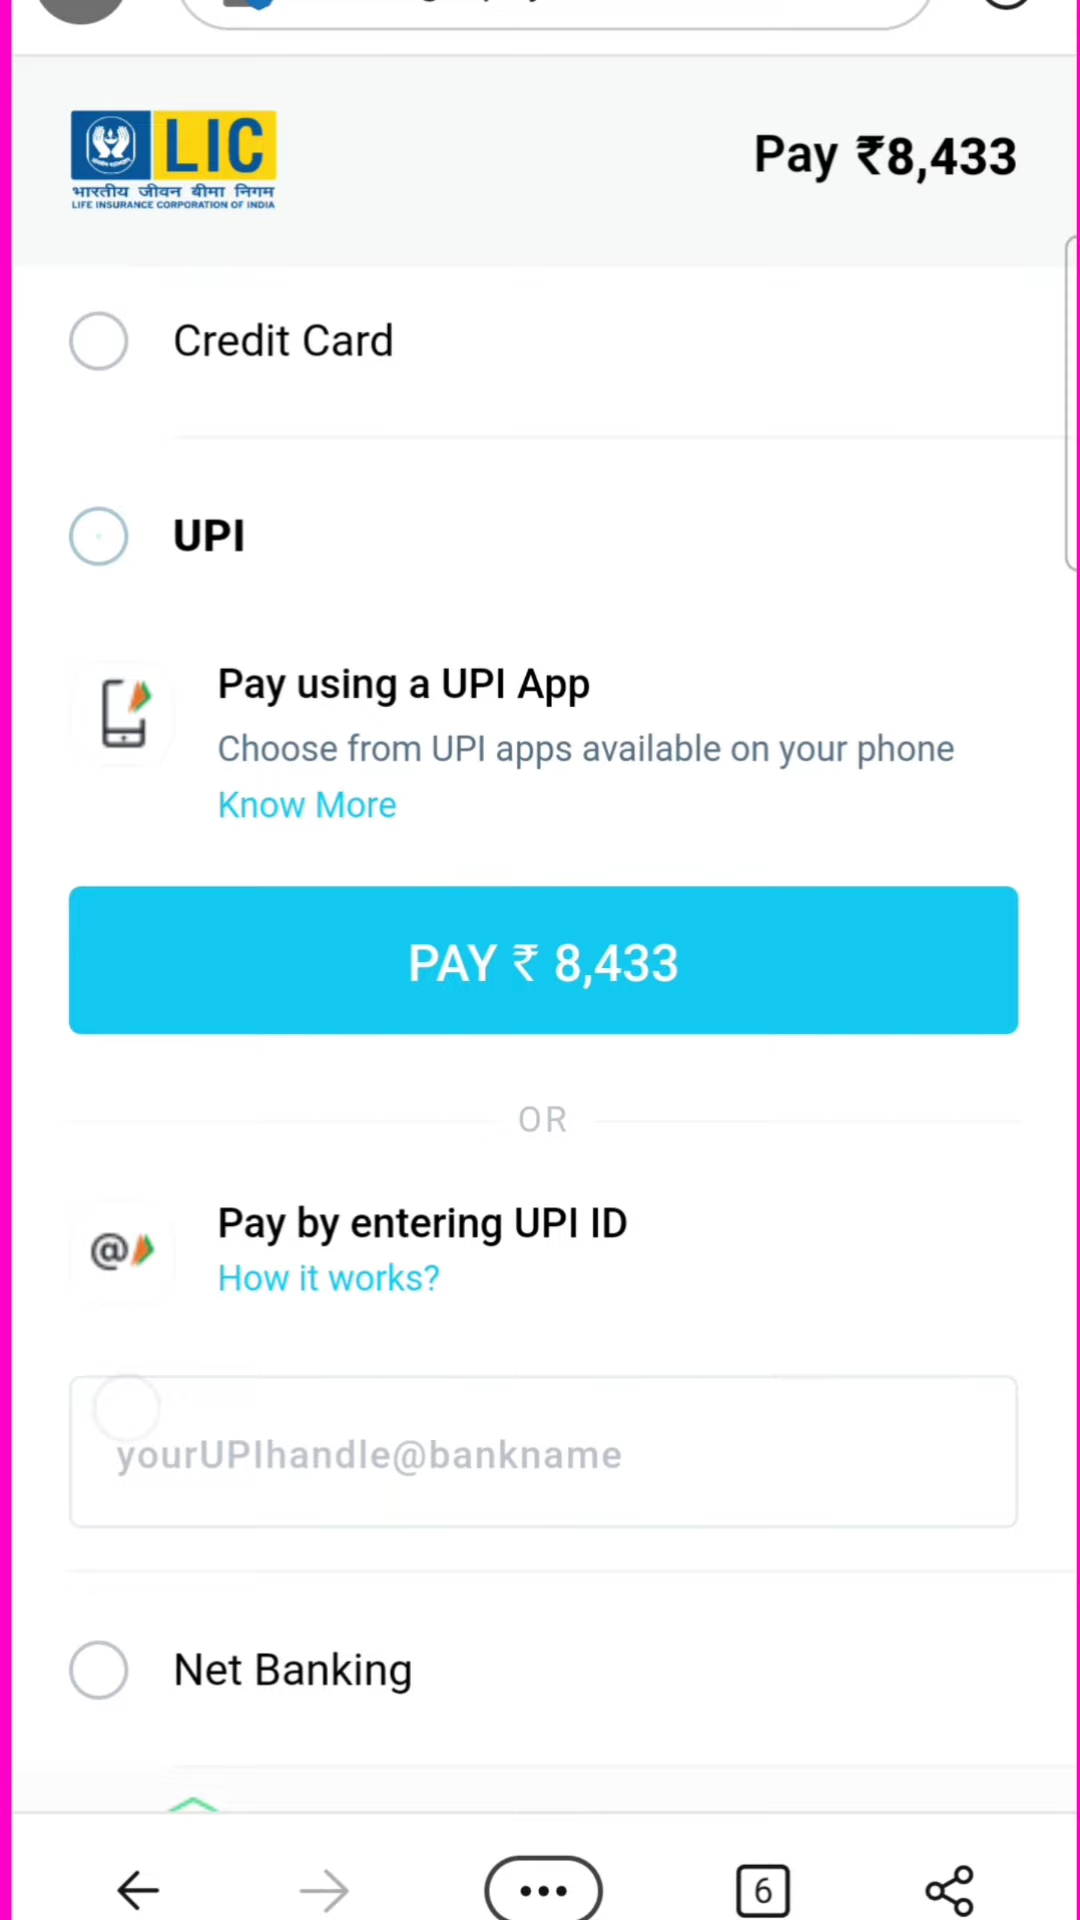 LIC
भारतीय जीवन बीमा निगम
LIFE INSURANCE CORPORATION OF INDIA
Pay ₹8,433
Credit Card
UPI
Pay using a UPI App
Choose from UPI apps available on your phone
Know More
PAY ₹ 8,433
OR
Pay by entering UPI ID
How it works?
yourUPIhandle@bankname
Net Banking
6